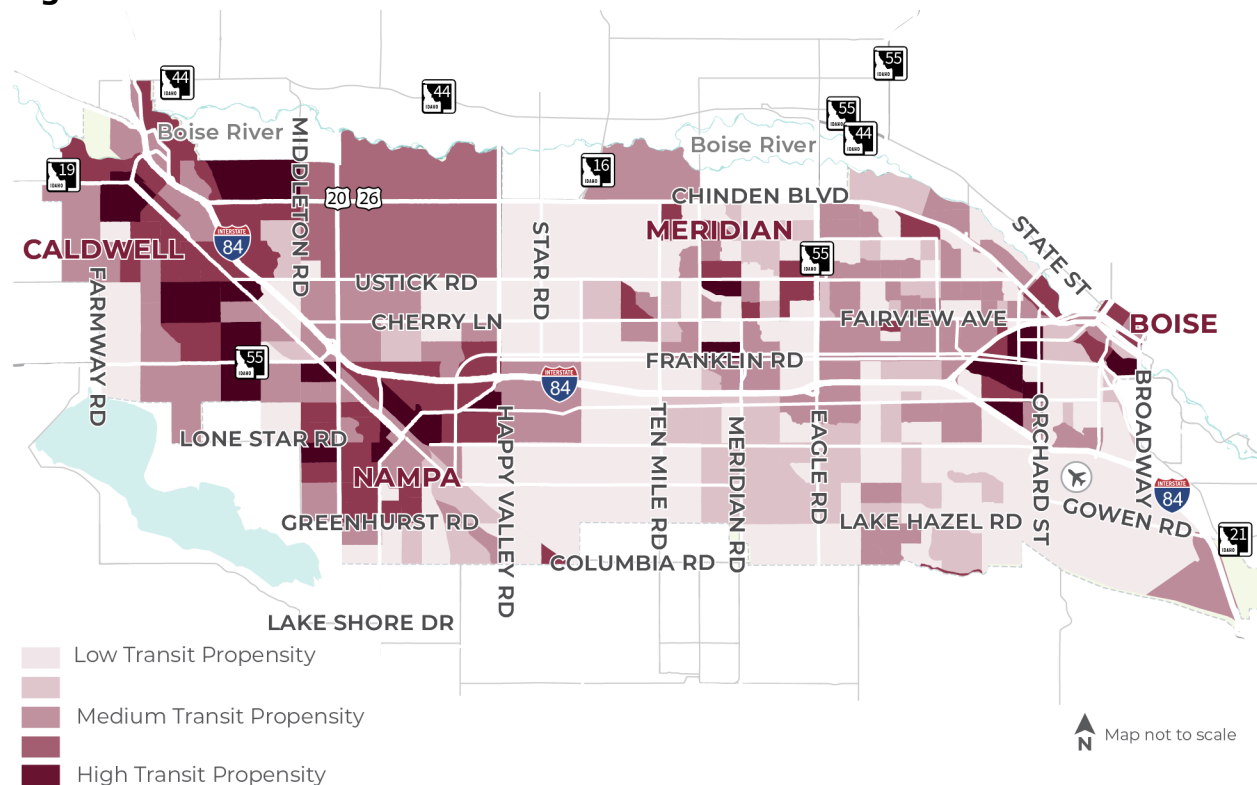 44
55
44
55
44
Boise River
Boise River
MIDDLETON RD
19
16
20
26
CHINDEN BLVD
MERIDIAN
STATE ST
CALDWELL
INTERSTATE
84
STAR RD
55
FARMWAY RD
USTICK RD
CHERRY LN
FAIRVIEW AVE
BOISE
55
FRANKLIN RD
INTERSTATE
84
BROADWAY
ORCHARD ST
LONE STAR RD
HAPPY VALLEY RD
TEN MILE RD
MERIDIAN RD
EAGLE RD
NAMPA
INTERSTATE
84
GREENHURST RD
LAKE HAZEL RD
GOWEN RD
21
COLUMBIA RD
LAKE SHORE DR
Low Transit Propensity
Medium Transit Propensity
High Transit Propensity
N
Map not to scale